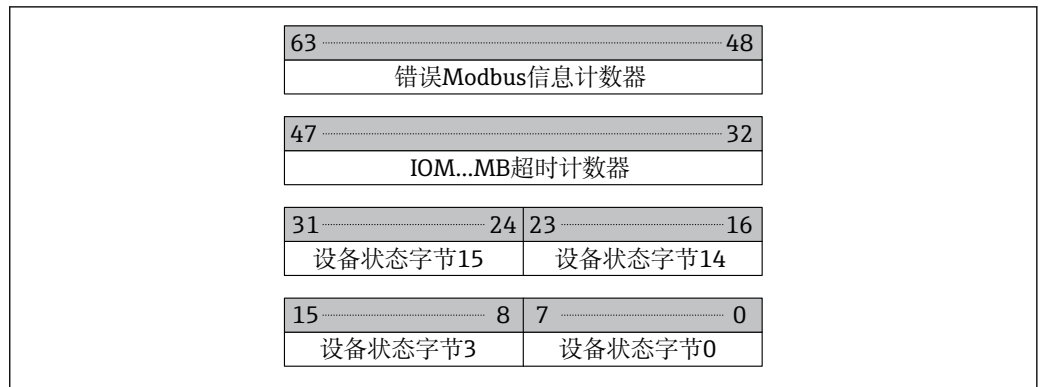 63 48
错误Modbus信息计数器
47 32
IOM...MB超时计数器
31 24 23 16
设备状态字节15 设备状态字节14
15 8 7 0
设备状态字节3 设备状态字节0